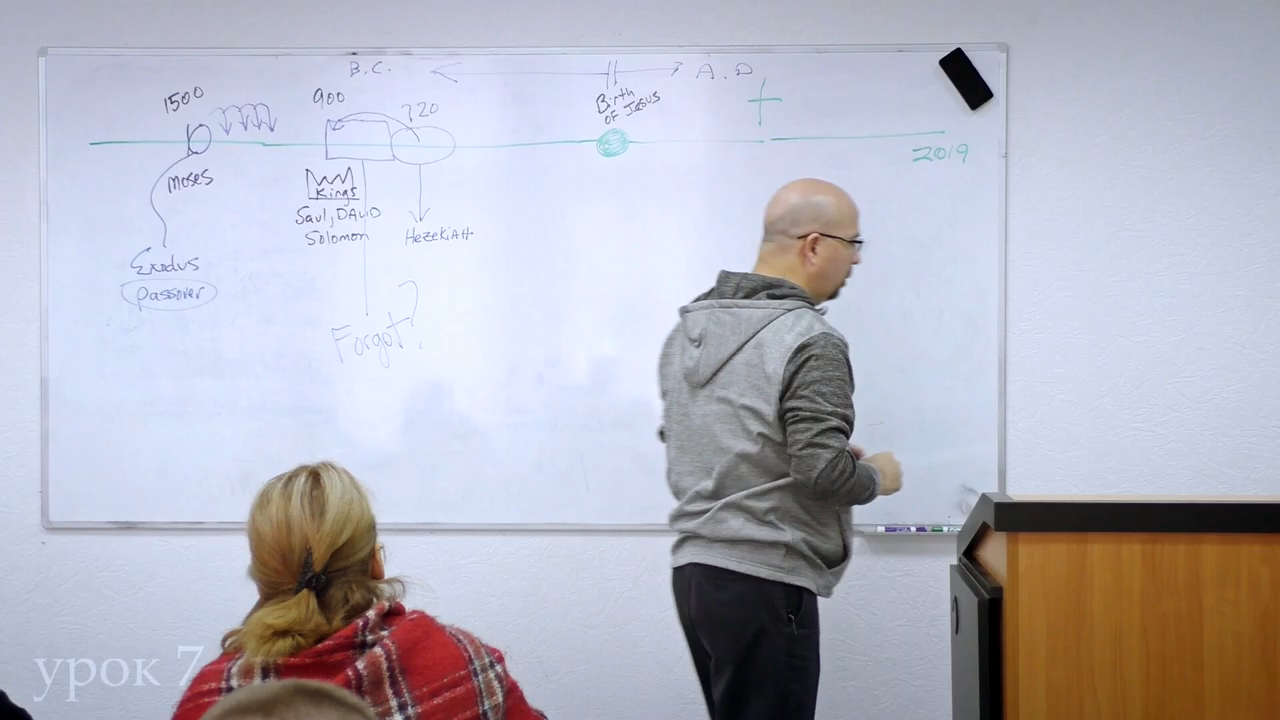 B.C.
A.D
1500
900
720
Birth
of Jesus
2019
Moses
Kings
Saul, DAViD
Solomon
HezekiAH
Exodus
passover
Forgot?
урок 7